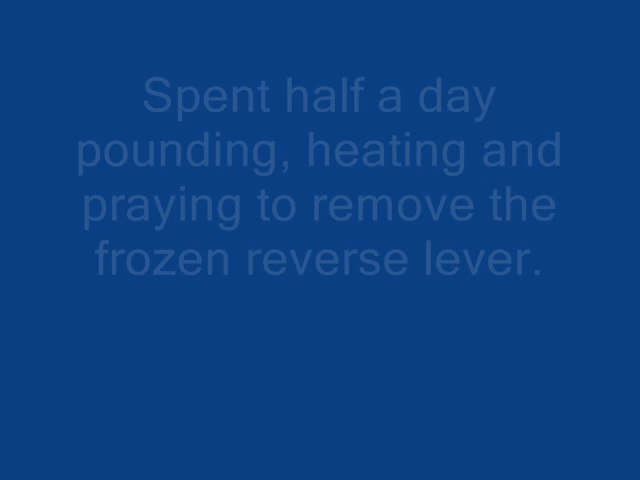 Spent half a day
pounding, heating and
praying to remove the
frozen reverse lever.